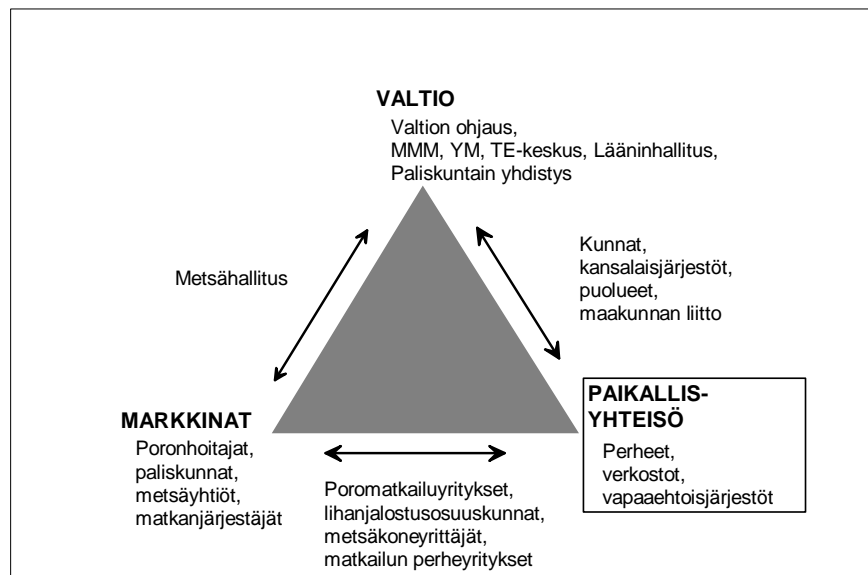 VALTIO
Valtion ohjaus,
MMM, YM, TE-keskus, Lääninhallitus,
Paliskuntain yhdistys
Metsähallitus
Kunnat,
kansalaisjärjestöt,
puolueet,
maakunnan liitto
MARKKINAT
Poronhoitajat,
paliskunnat,
metsäyhtiöt,
matkanjärjestäjät
Poromatkailuyritykset,
lihanjalostusosuuskunnat,
metsäkoneyrittäjät,
matkailun perheyritykset
PAIKALLIS-
YHTEISÖ
Perheet,
verkostot,
vapaaehtoisjärjestöt